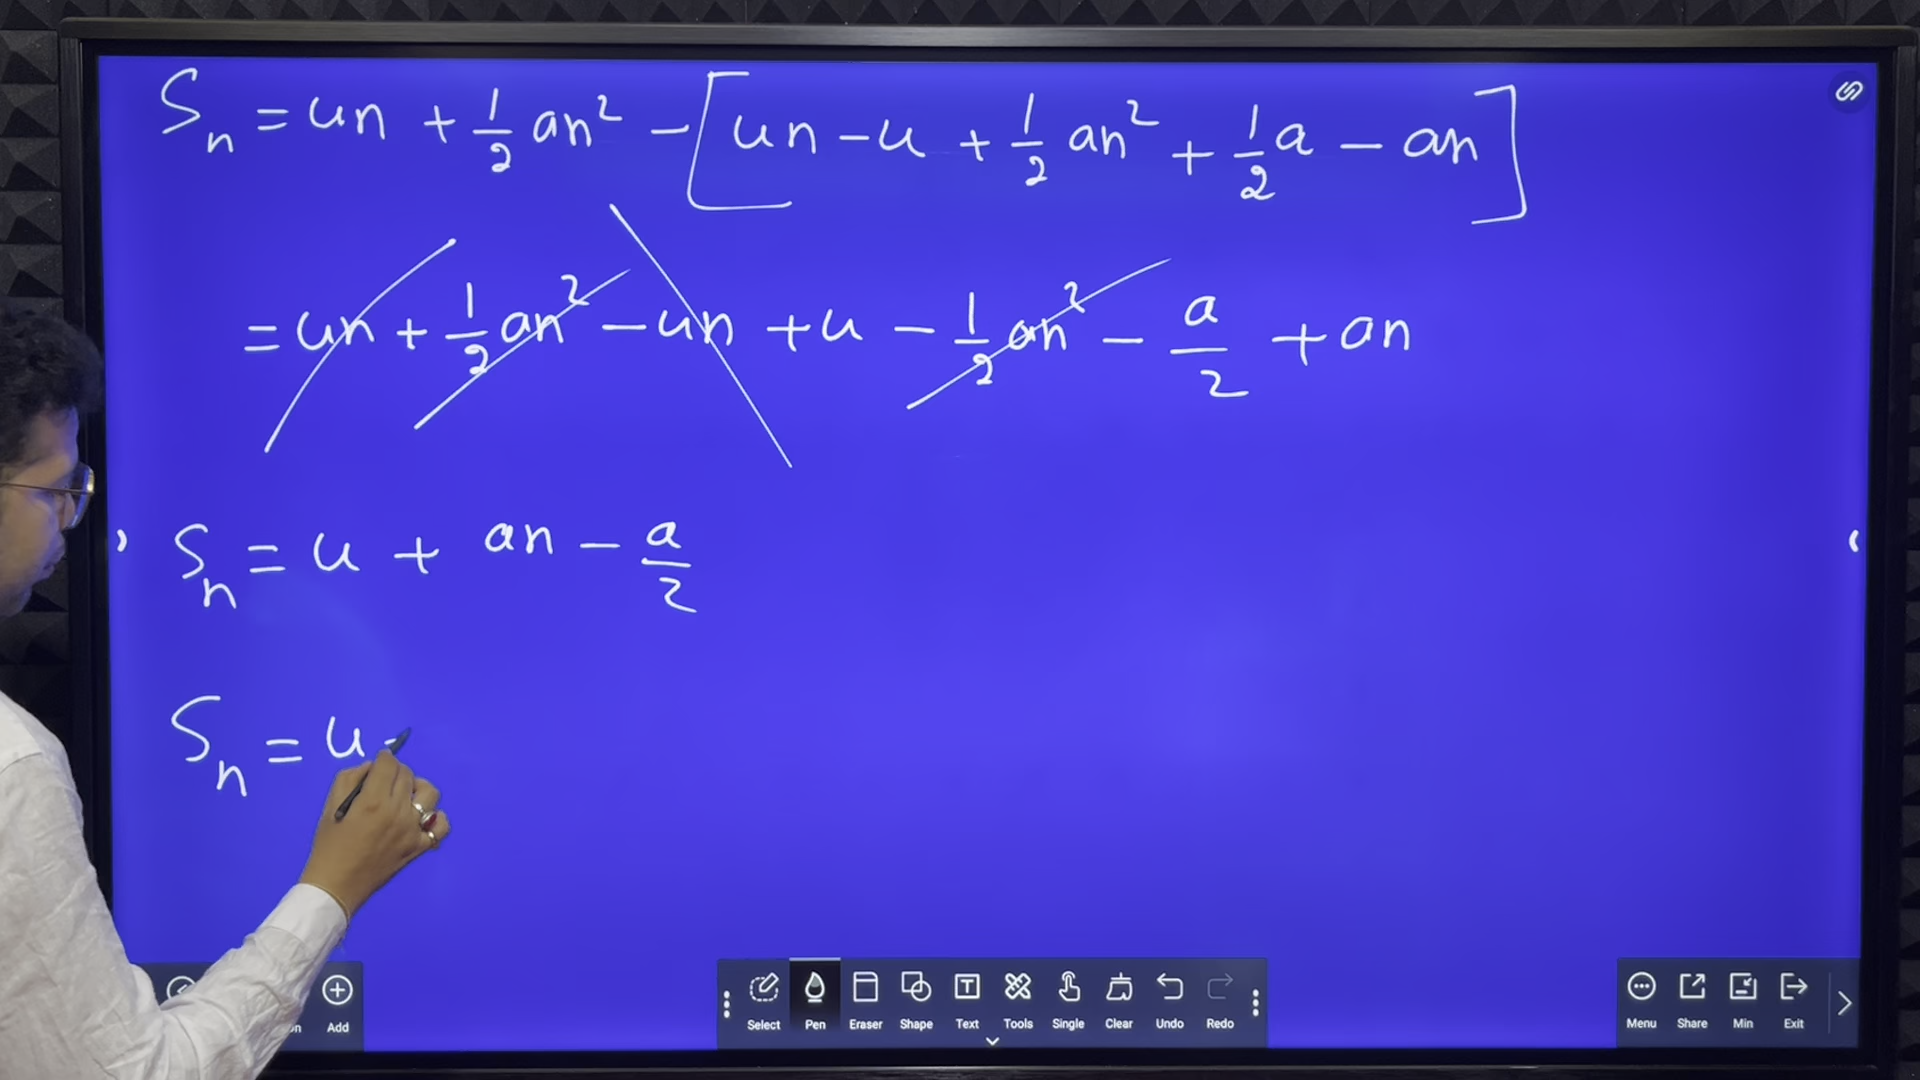 Sn = un + 1/2 an² - [un - u + 1/2 an² + 1/2 a - an]
= un + 1/2 an² - un + u - 1/2 an² - a/2 + an
Sn = u + an - a/2
Sn = u
Add
Select Pen Eraser Shape Text Tools Single Clear Undo Redo
Menu Share Min Exit